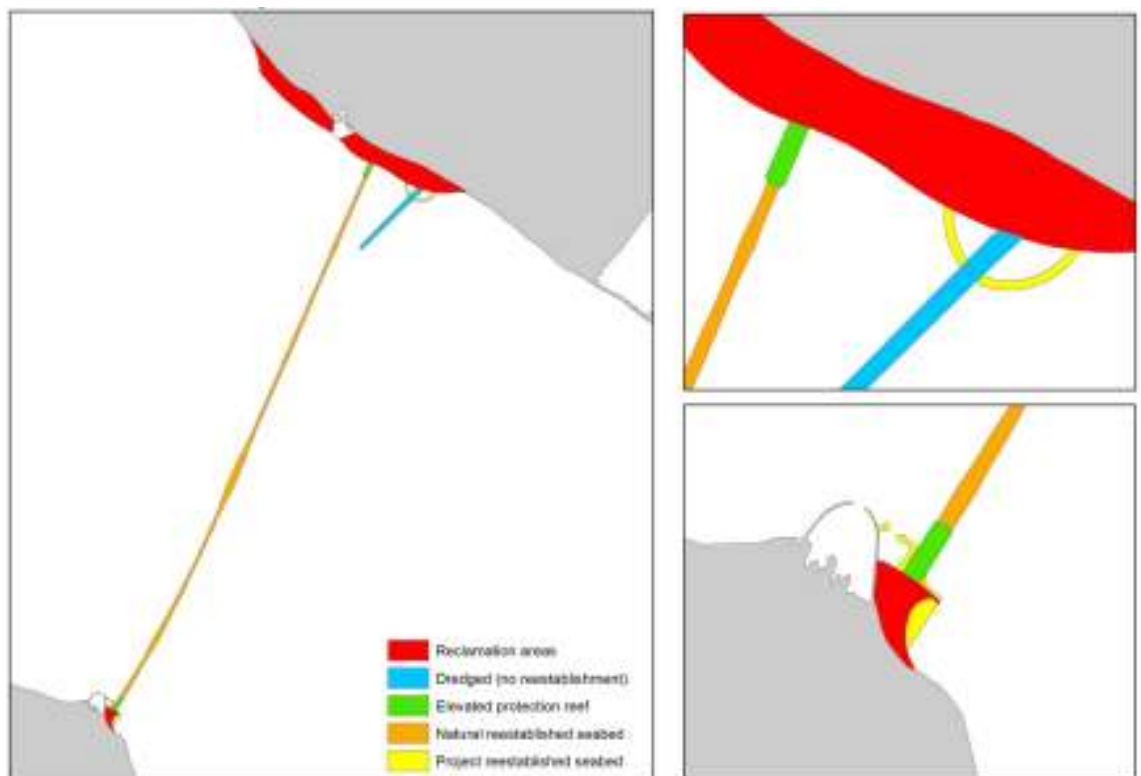 Reclamation areas
Dredged (no reestablishment)
Elevated protection reef
Natural reestablished seabed
Project reestablished seabed